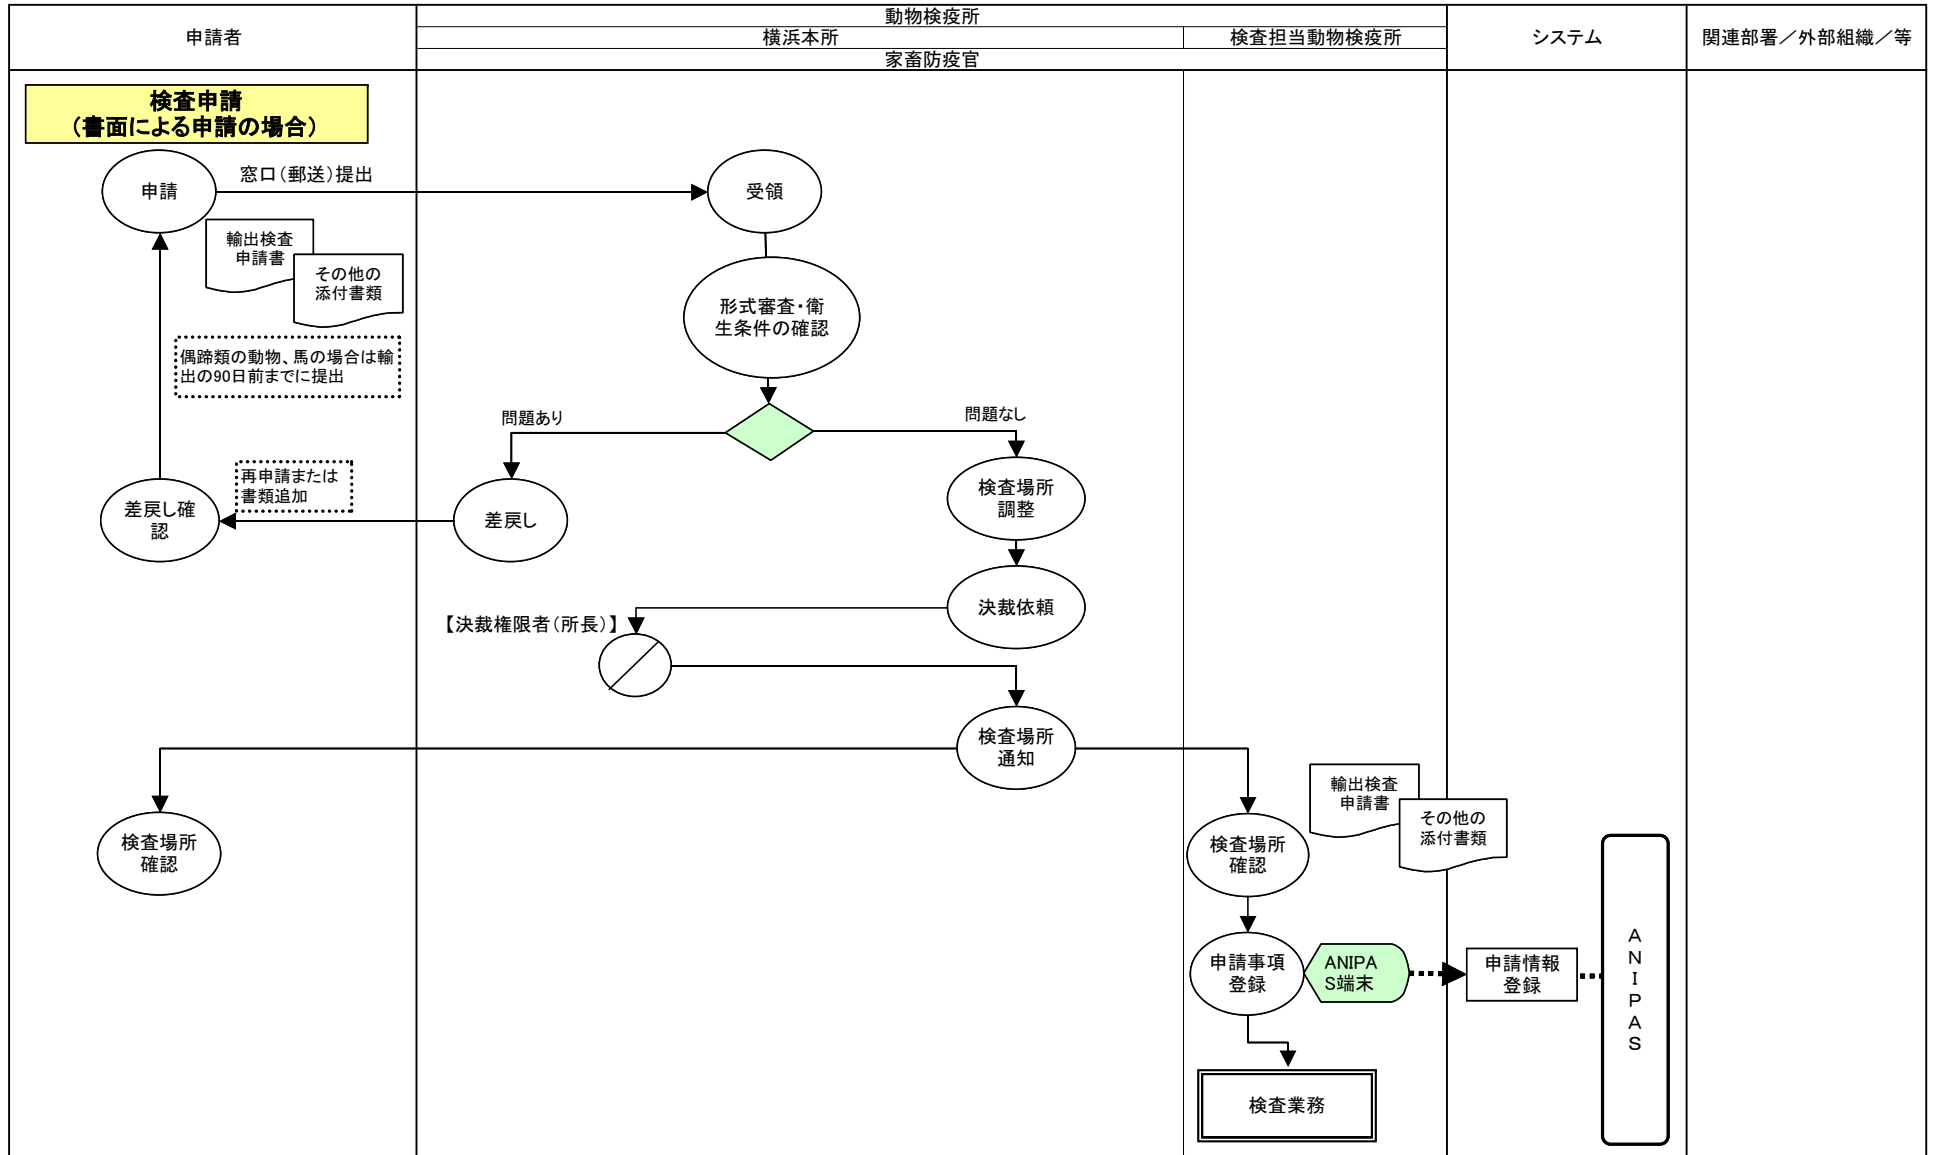 申請者
動物検疫所
横浜本所
検査担当動物検疫所
家畜防疫官
システム
関連部署／外部組織／等
検査申請
（書面による申請の場合）
申請
窓口（郵送）提出
受領
輸出検査
申請書
その他の
添付書類
形式審査・衛
生条件の確認
偶蹄類の動物、馬の場合は輸
出の90日前までに提出
問題あり
問題なし
再申請または
書類追加
差戻し確
認
差戻し
検査場所
調整
決裁依頼
【決裁権限者（所長）】
検査場所
通知
検査場所
確認
検査場所
確認
輸出検査
申請書
その他の
添付書類
申請事項
登録
ANIPA
S端末
申請情報
登録
A
N
I
P
A
S
検査業務